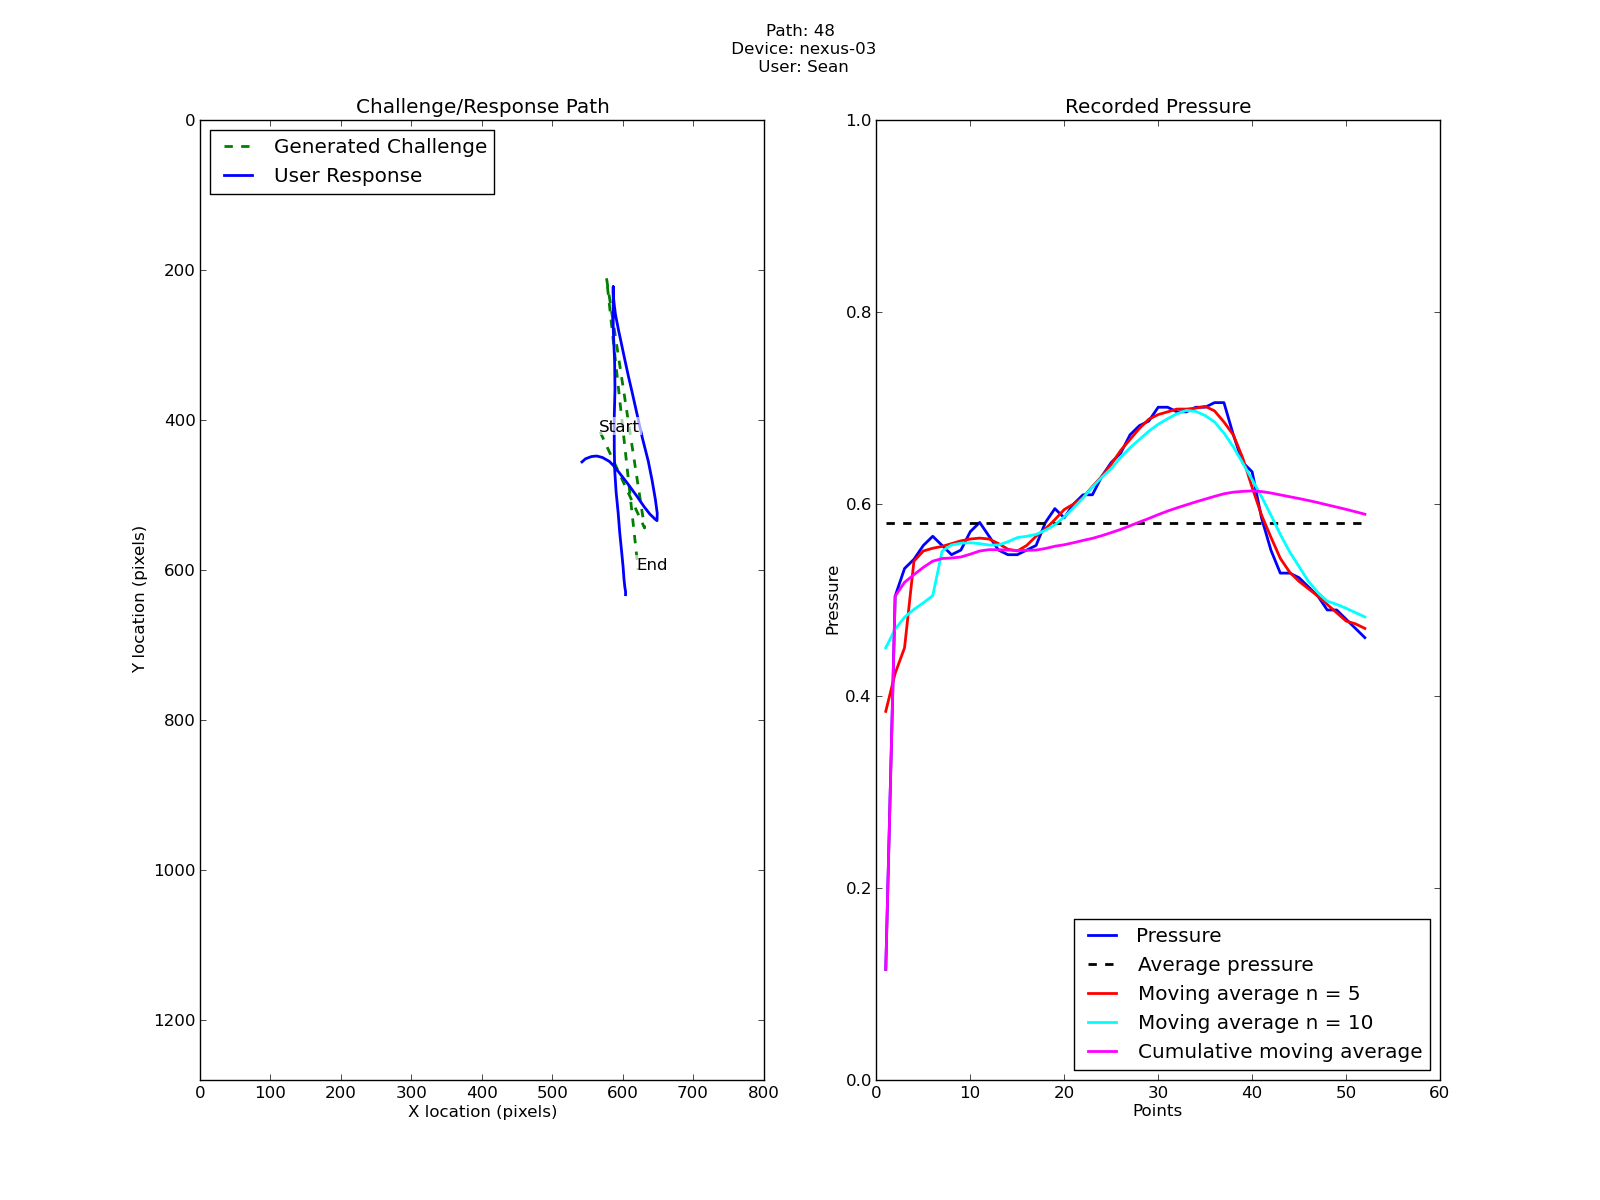 Path: 48
Device: nexus-03
User: Sean
Challenge/Response Path
Generated Challenge
User Response
Start
End
0
200
400
600
800
1000
1200
Y location (pixels)
0 100 200 300 400 500 600 700 800
X location (pixels)
Recorded Pressure
1.0
0.8
0.6
0.4
0.2
0.0
Pressure
Pressure
Average pressure
Moving average n = 5
Moving average n = 10
Cumulative moving average
0 10 20 30 40 50 60
Points